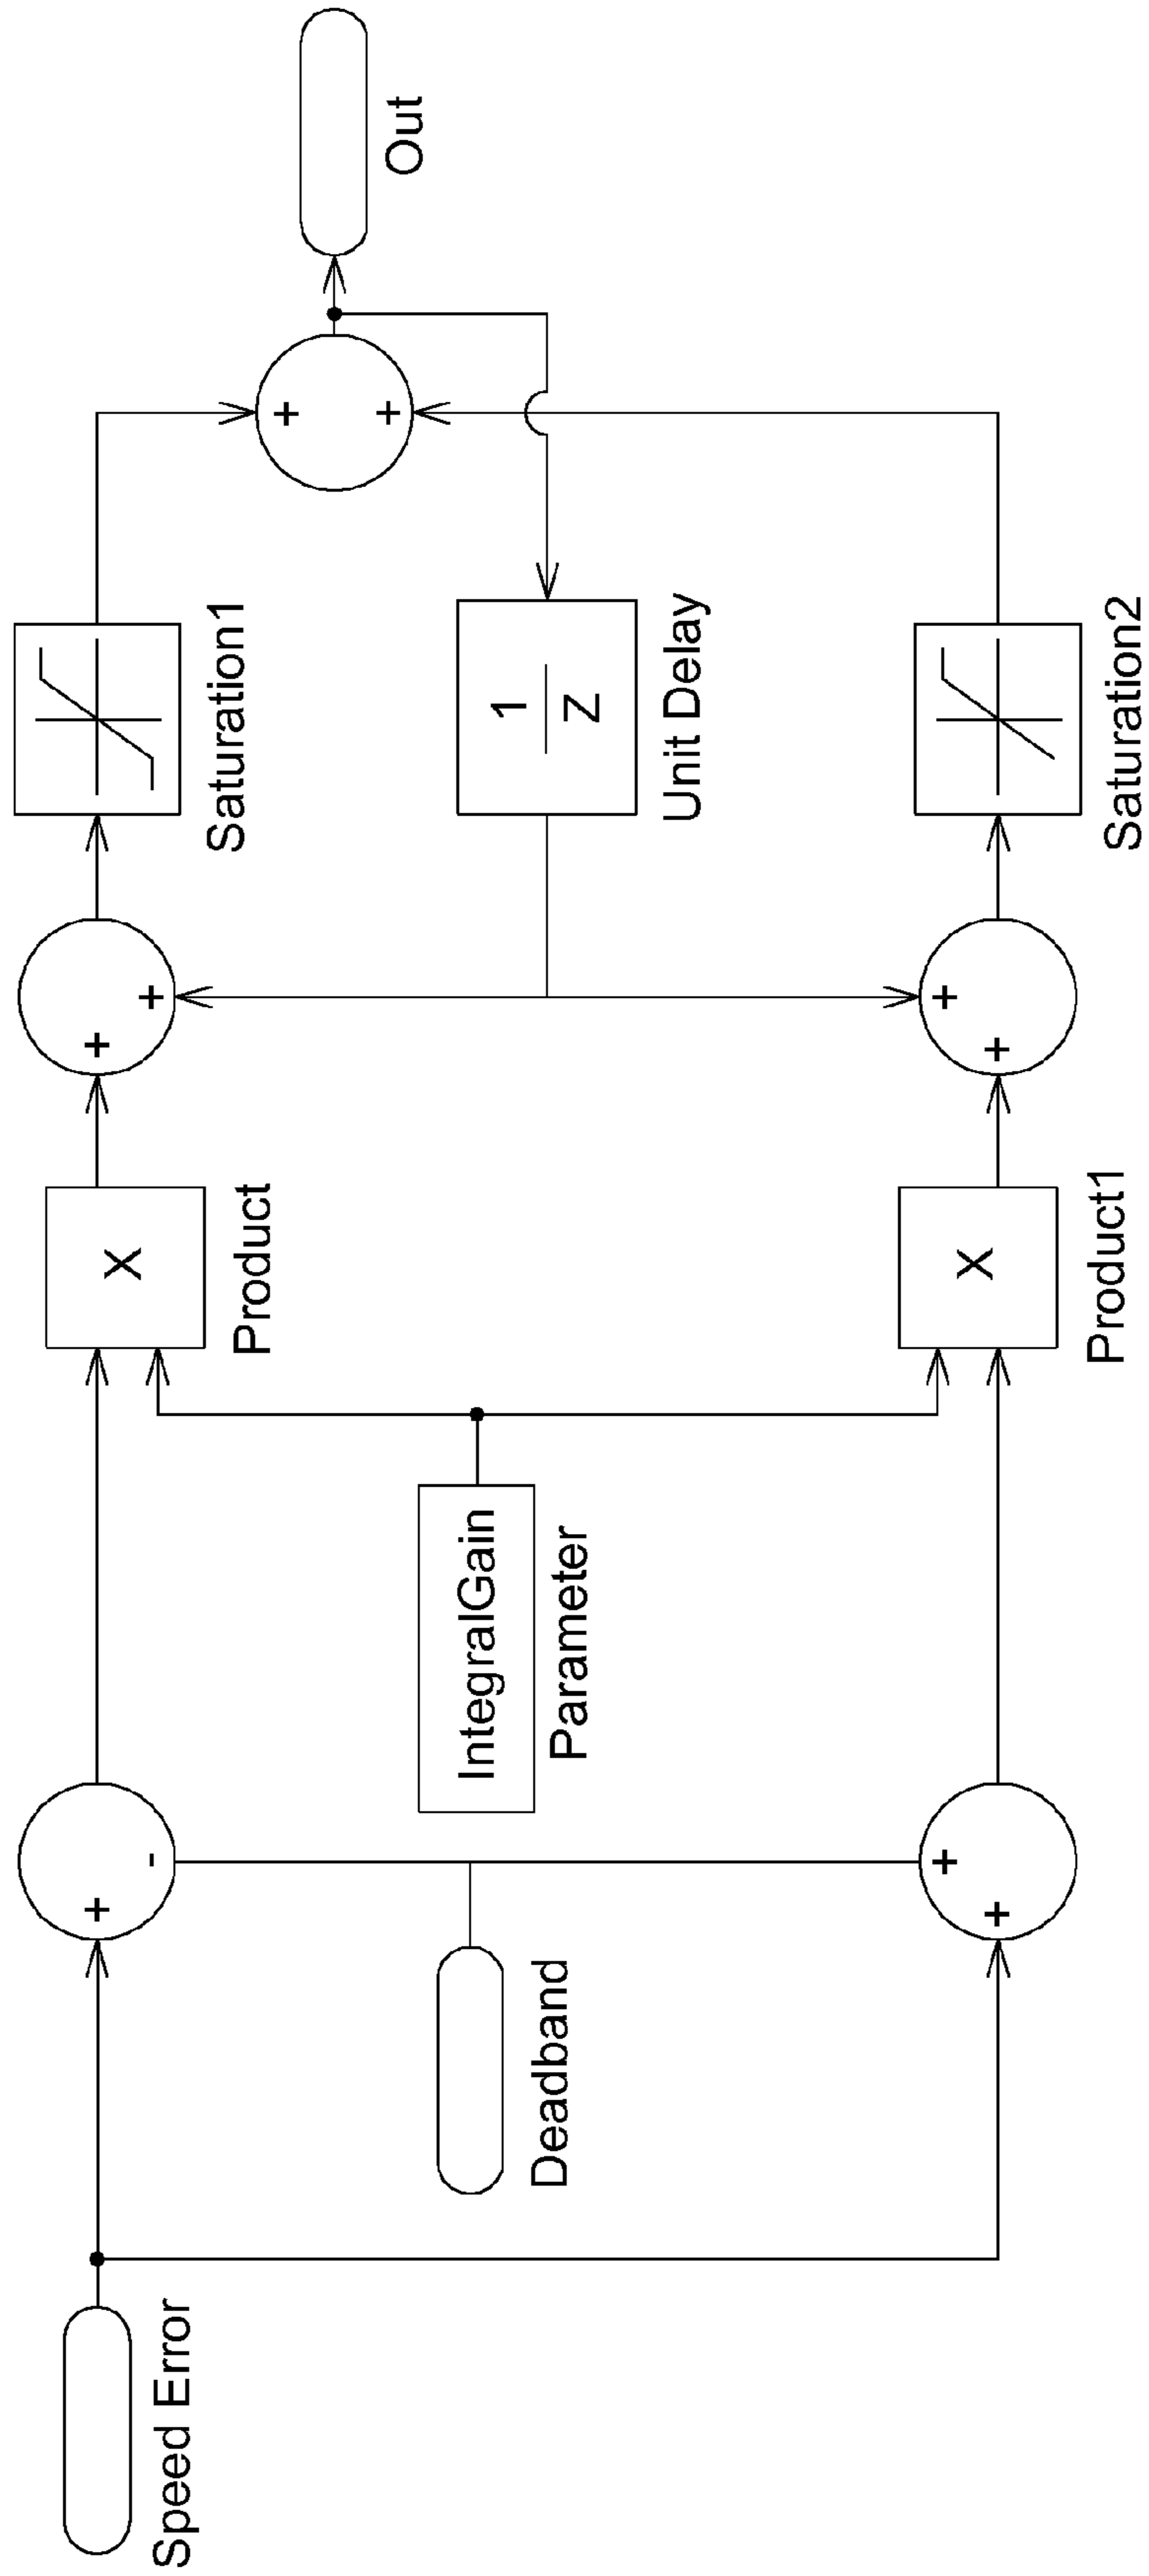 Speed Error
+
-
Deadband
+
+
IntegralGain
Parameter
X
Product
X
Product1
+
+
+
+
Saturation1
1
Z
Unit Delay
Saturation2
+
+
Out